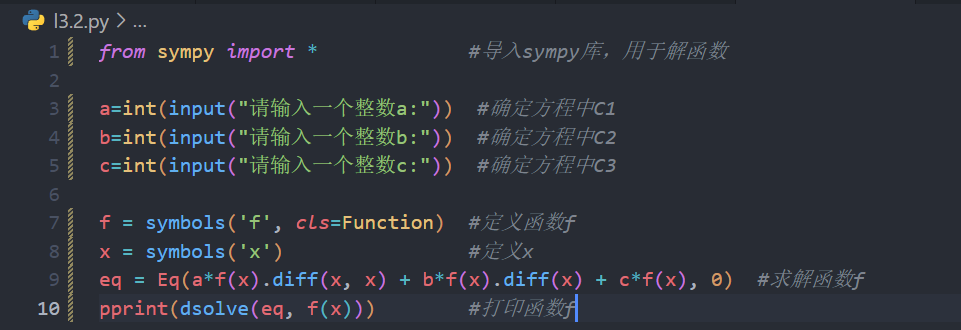 l3.2.py > ...
1 from sympy import * #导入sympy库，用于解函数
2
3 a=int(input("请输入一个整数a:")) #确定方程中C1
4 b=int(input("请输入一个整数b:")) #确定方程中C2
5 c=int(input("请输入一个整数c:")) #确定方程中C3
6
7 f = symbols('f', cls=Function) #定义函数f
8 x = symbols('x') #定义x
9 eq = Eq(a*f(x).diff(x, x) + b*f(x).diff(x) + c*f(x), 0) #求解函数f
10 pprint(dsolve(eq, f(x))) #打印函数f